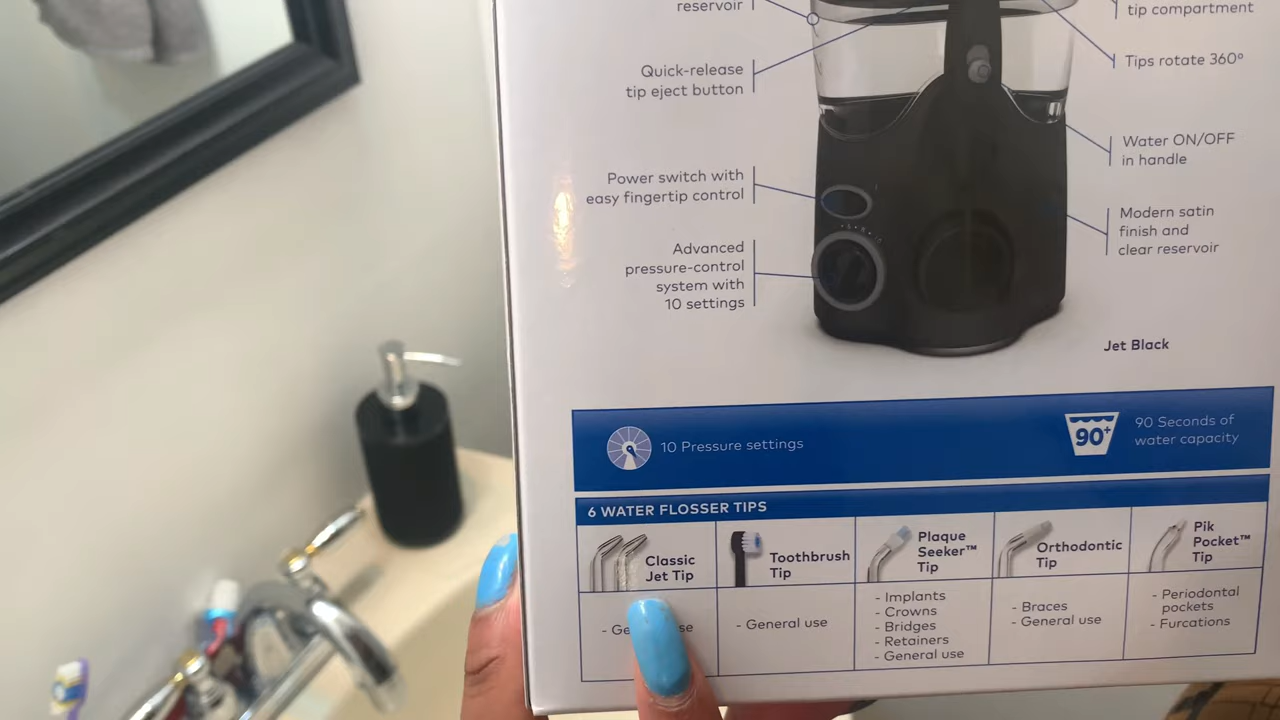 reservoir
Quick-release
tip eject button
Power switch with
easy fingertip control
Advanced
pressure-control
system with
10 settings
tip compartment
Tips rotate 360°
Water ON/OFF
in handle
Modern satin
finish and
clear reservoir
Jet Black
10 Pressure settings
90+
90 Seconds of
water capacity
6 WATER FLOSSER TIPS
Classic
Jet Tip
Toothbrush
Tip
Plaque
Seeker™
Tip
Orthodontic
Tip
Pik
Pocket™
Tip
- General use
- Implants
- Crowns
- Bridges
- Retainers
- General use
- Braces
- General use
- Periodontal
pockets
- Furcations